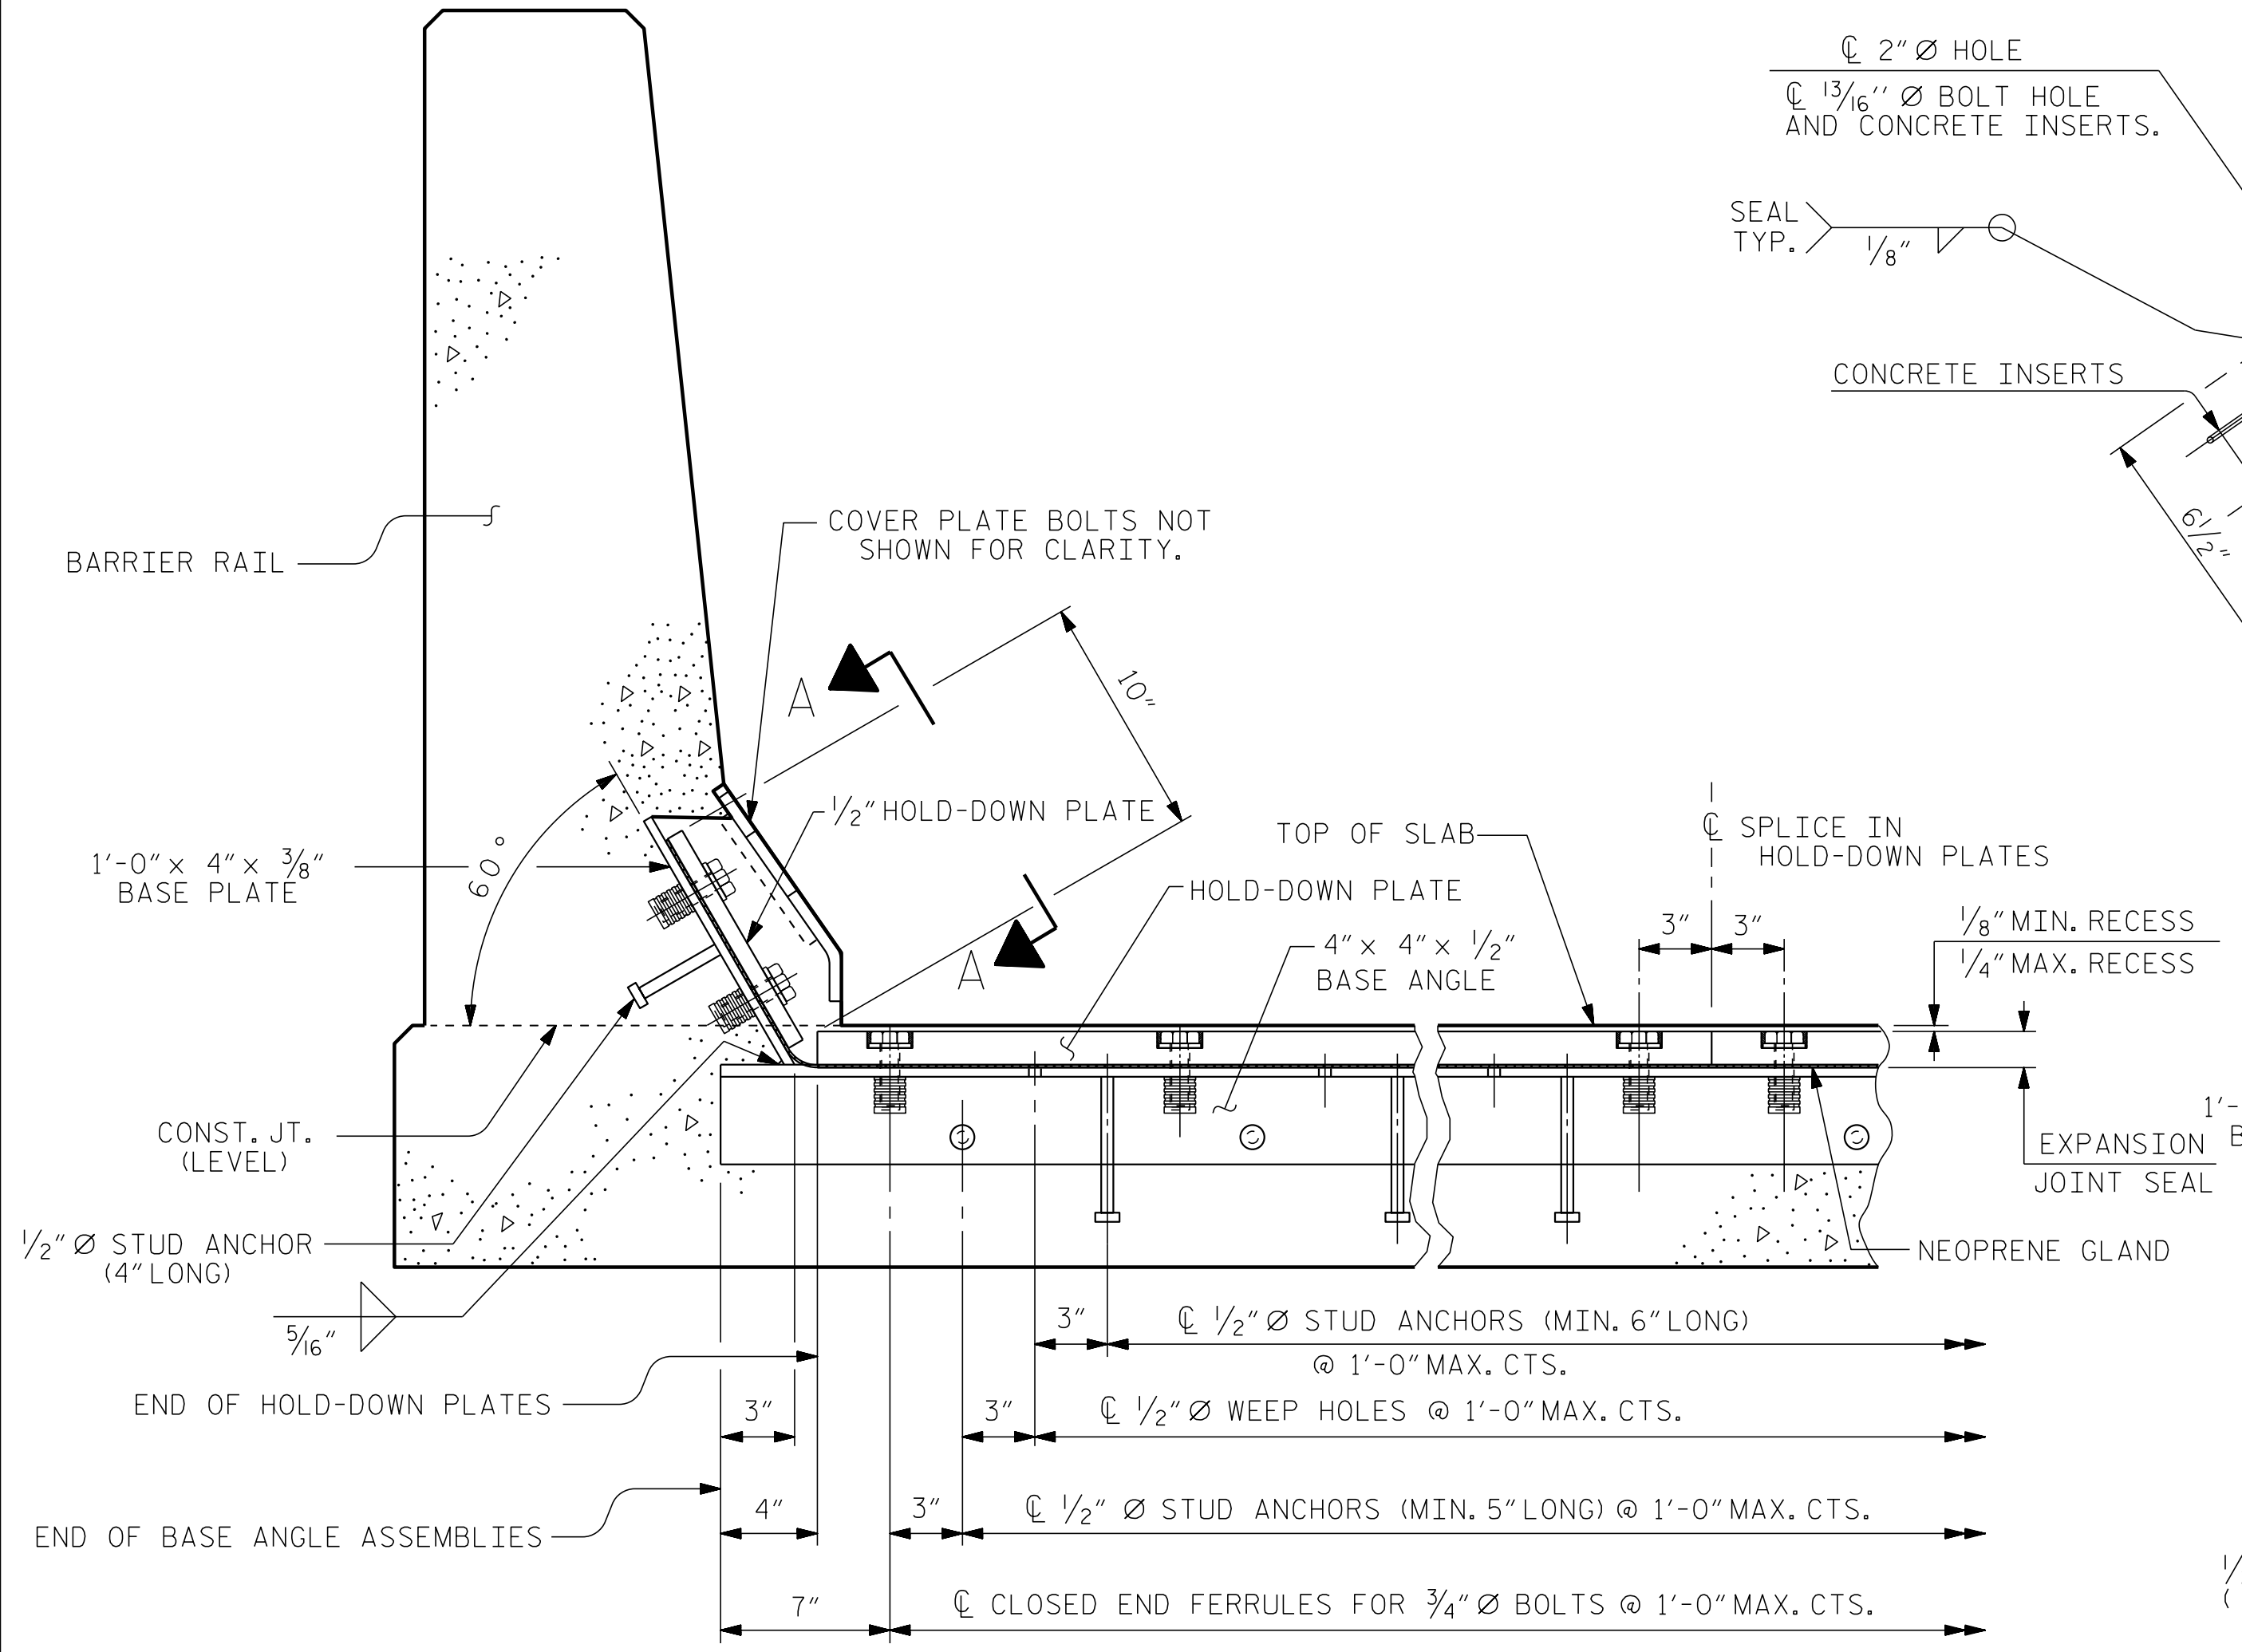 ℄ 2"Ø HOLE
℄ 13/16'' Ø BOLT HOLE
AND CONCRETE INSERTS.
SEAL
TYP.
1/8"
CONCRETE INSERTS
6 1/2"
COVER PLATE BOLTS NOT
SHOWN FOR CLARITY.
BARRIER RAIL
A
10"
1/2" HOLD-DOWN PLATE
TOP OF SLAB
℄ SPLICE IN
HOLD-DOWN PLATES
1'-0" x 4" x 3/8"
BASE PLATE
60°
HOLD-DOWN PLATE
3"
3"
1/8" MIN. RECESS
1/4" MAX. RECESS
4" x 4" x 1/2"
BASE ANGLE
A
CONST. JT.
(LEVEL)
1'-
B
EXPANSION
JOINT SEAL
1/2" Ø STUD ANCHOR
(4" LONG)
NEOPRENE GLAND
5/16"
3"
℄ 1/2" Ø STUD ANCHORS (MIN. 6" LONG)
@ 1'-0" MAX. CTS.
END OF HOLD-DOWN PLATES
3"
3"
℄ 1/2" Ø WEEP HOLES @ 1'-0" MAX. CTS.
END OF BASE ANGLE ASSEMBLIES
4"
3"
℄ 1/2" Ø STUD ANCHORS (MIN. 5" LONG) @ 1'-0" MAX. CTS.
7"
℄ CLOSED END FERRULES FOR 3/4" Ø BOLTS @ 1'-0" MAX. CTS.